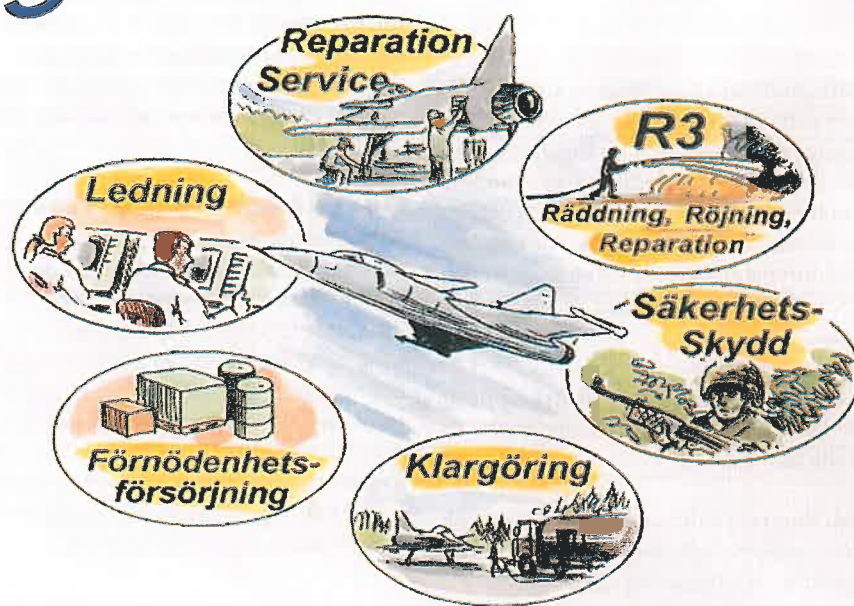 Reparation
Service
R3
Räddning, Röjning,
Reparation
Ledning
Säkerhets-
Skydd
Förnödenhets-
försörjning
Klargöring